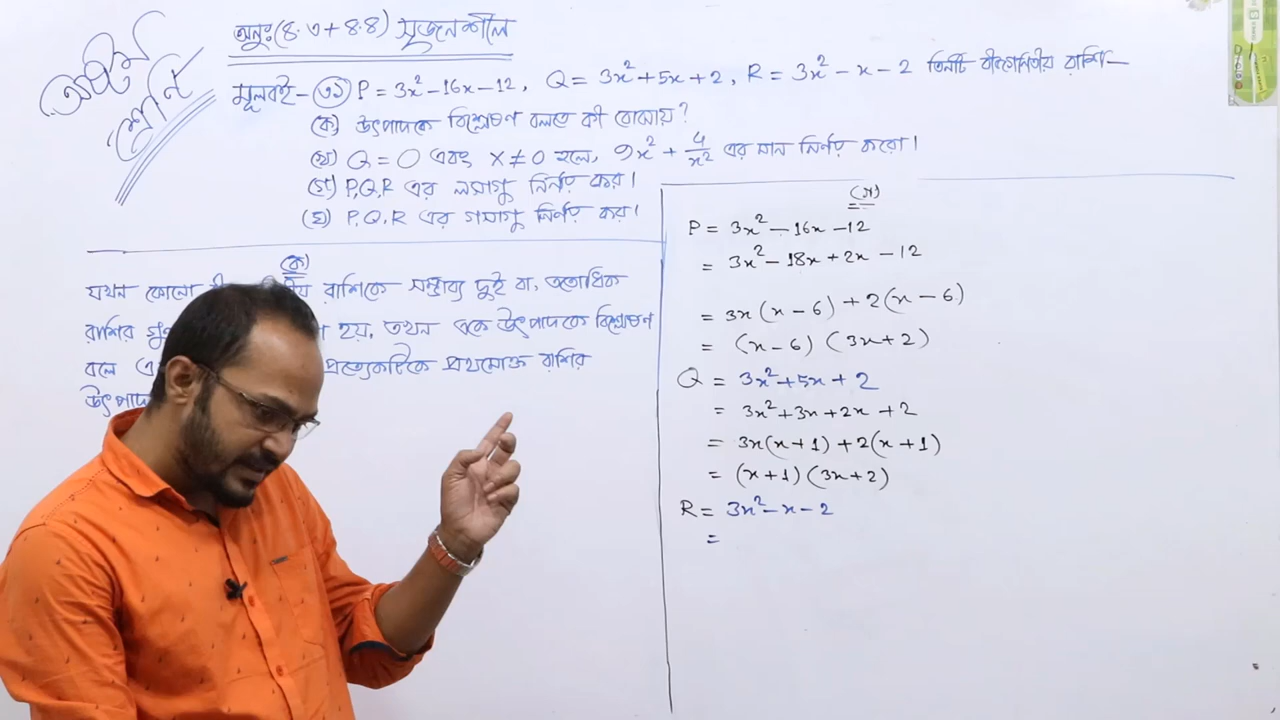 অষ্টম শ্রেণি
অনুঃ(৪.৩+৪.৪) সৃজনশীল
মূলবই- (৩১) P = 3x² - 16x - 12, Q = 3x² + 5x + 2, R = 3x² - x - 2 তিনটি বীজগণিতীয় রাশি-
(ক) উৎপাদকে বিশ্লেষণ বলতে কী বোঝায়?
(খ) Q = 0 এবং x ≠ 0 হলে, 9x² + 4/x² এর মান নির্ণয় করো।
(গ) P,Q,R এর লসাগু নির্ণয় কর।
(ঘ) P,Q,R এর গসাগু নির্ণয় কর।
(ক)
যখন কোনো রাশিকে সম্ভাব্য দুই বা, ততোধিক
রাশির হয়, তখন একে উৎপাদকে বিশ্লেষণ
বলে এ প্রত্যেকটিকে প্রথমোক্ত রাশির
উৎপাদ
(গ)
P = 3x² - 16x - 12
= 3x² - 18x + 2x - 12
= 3x(x - 6) + 2(x - 6)
= (x - 6) (3x + 2)
Q = 3x² + 5x + 2
= 3x² + 3x + 2x + 2
= 3x(x + 1) + 2(x + 1)
= (x + 1) (3x + 2)
R = 3x² - x - 2
=